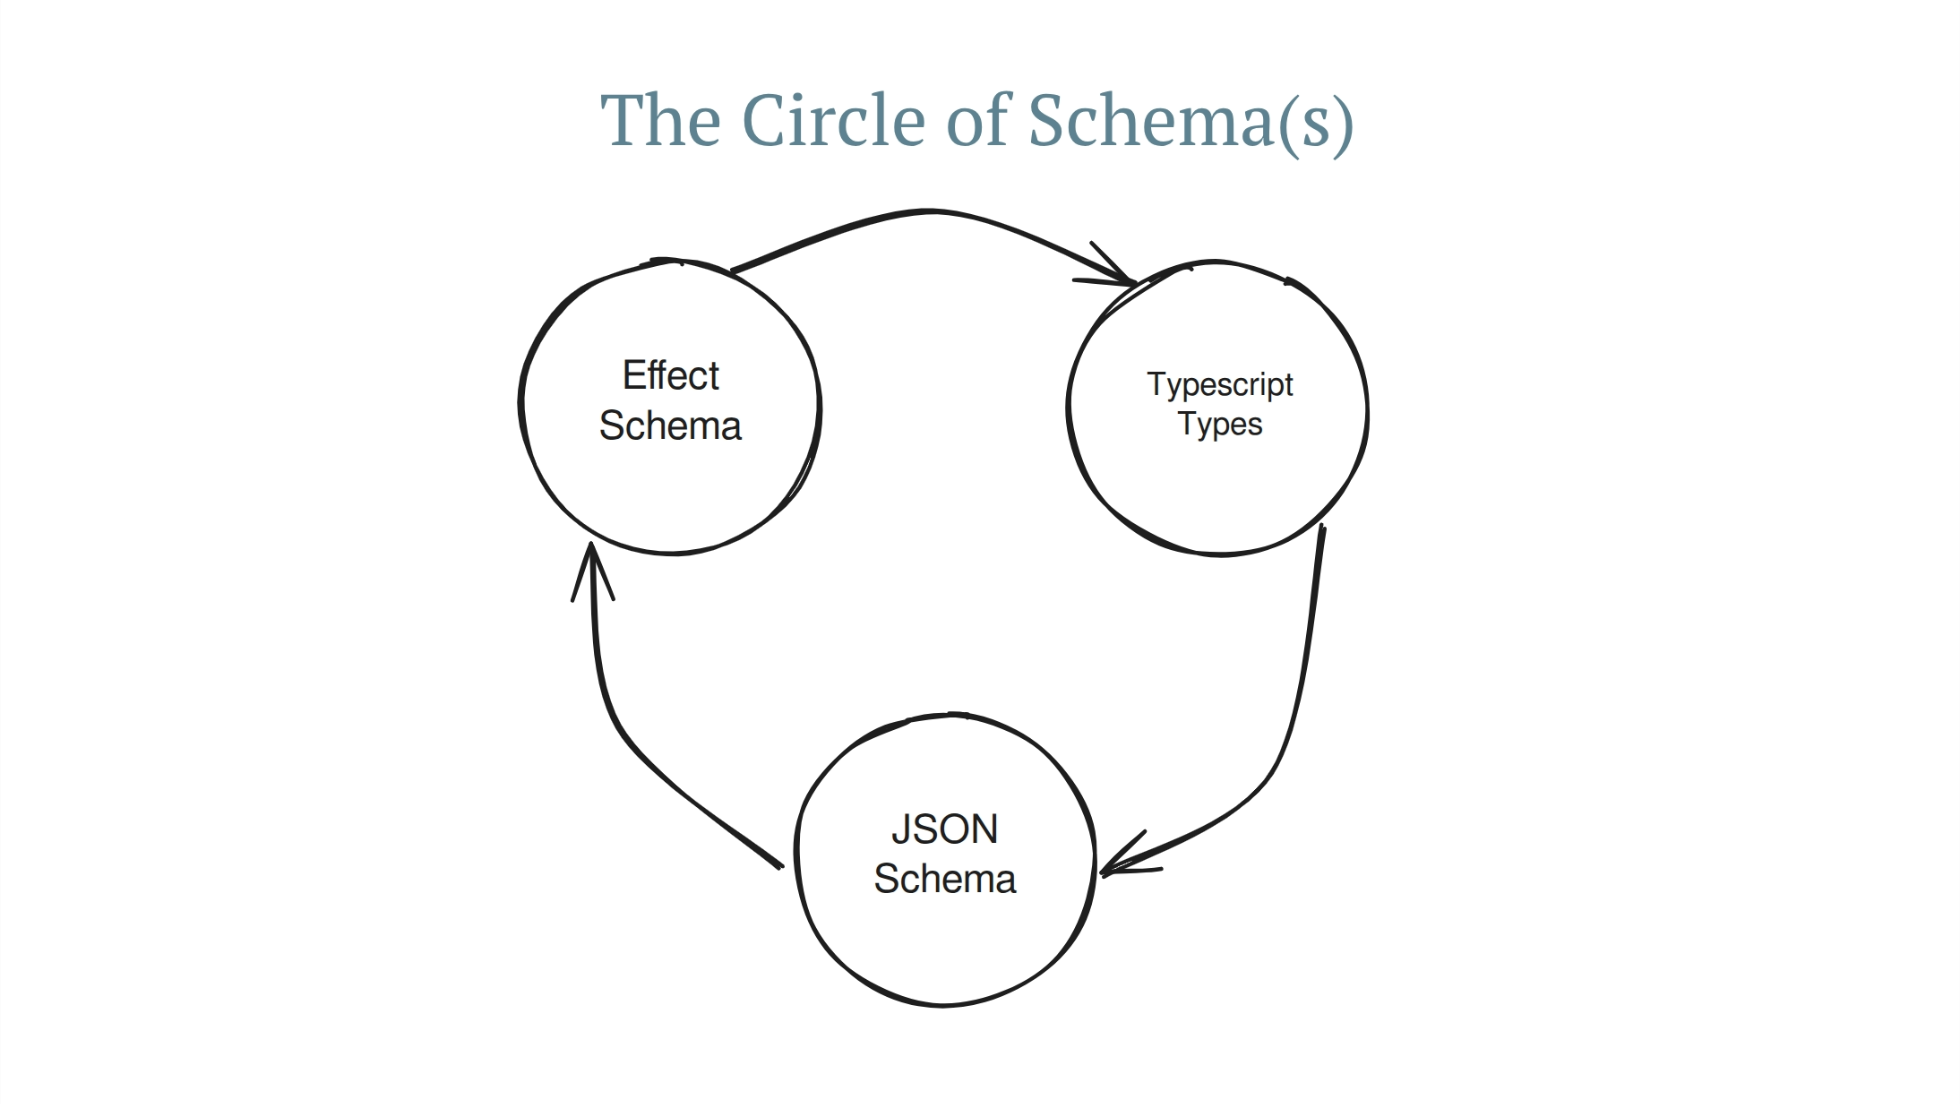 The Circle of Schema(s)
Effect
Schema
Typescript
Types
JSON
Schema